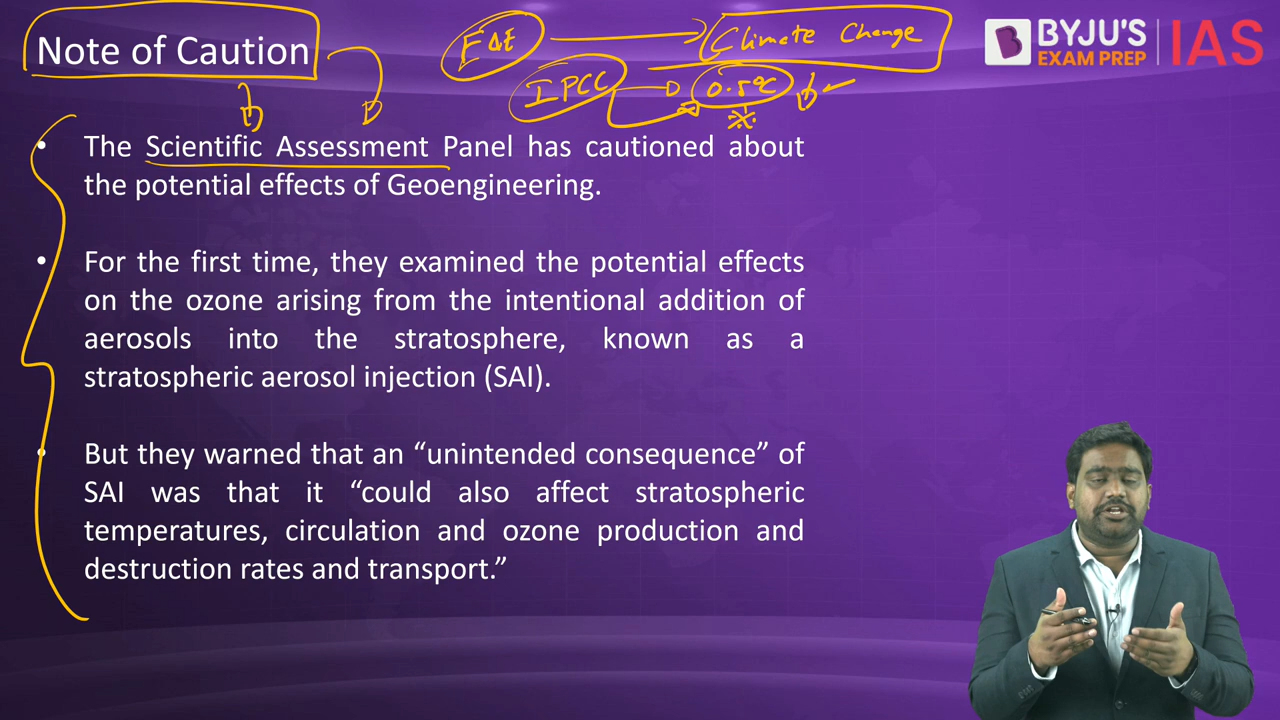 Note of Caution
Climate Change
IPCC
0.5°C
BYJU'S
EXAM PREP
IAS
• The Scientific Assessment Panel has cautioned about
the potential effects of Geoengineering.
• For the first time, they examined the potential effects
on the ozone arising from the intentional addition of
aerosols into the stratosphere, known as a
stratospheric aerosol injection (SAI).
• But they warned that an “unintended consequence” of
SAI was that it “could also affect stratospheric
temperatures, circulation and ozone production and
destruction rates and transport.”